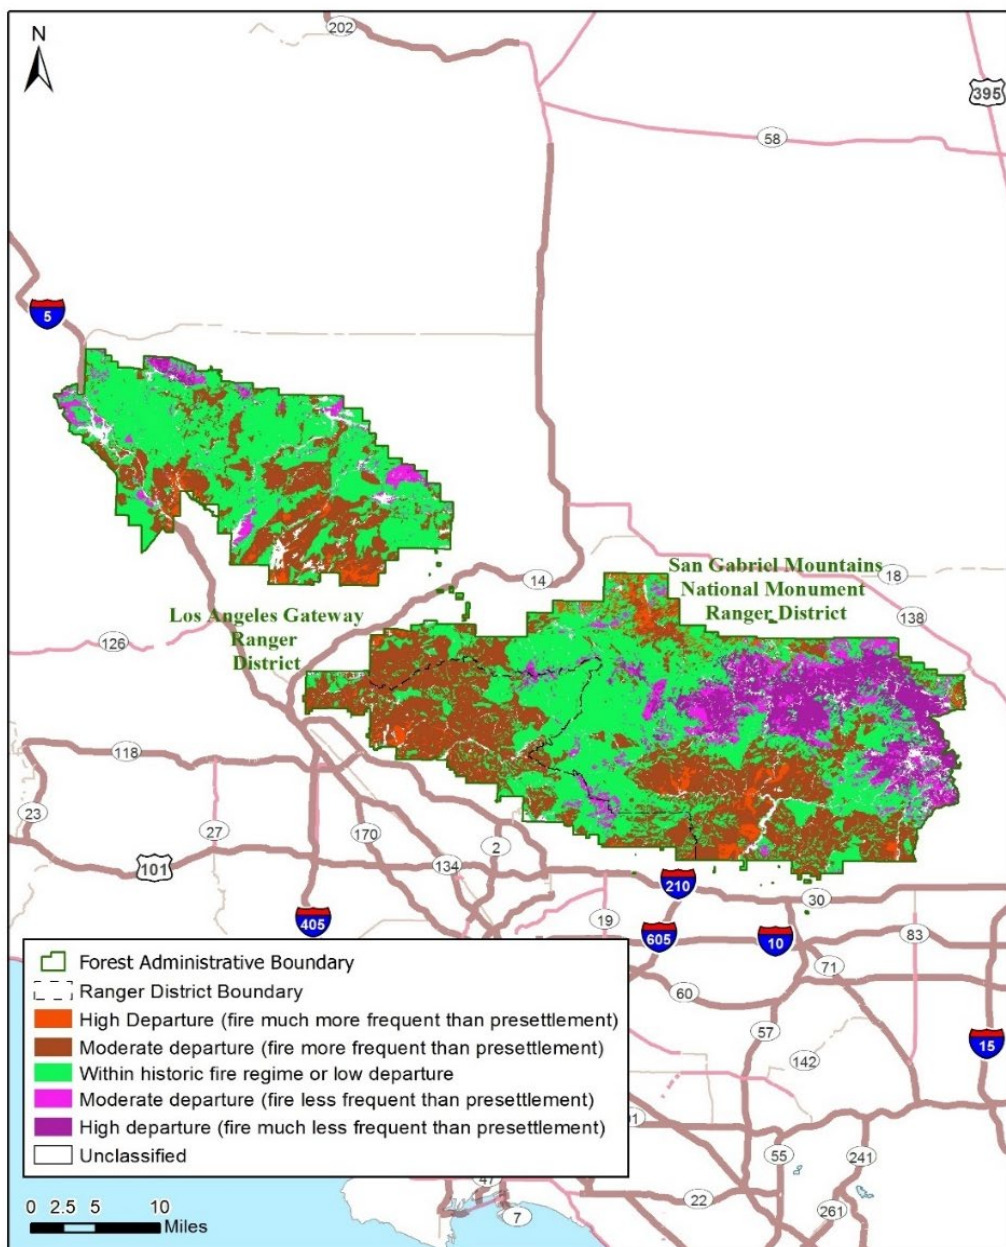 N
202
395
58
5
San Gabriel Mountains
National Monument
Ranger District
14
18
Los Angeles Gateway
Ranger
District
138
126
118
23
27
170
2
101
134
210
30
405
19
605
10
83
71
60
57
142
15
Forest Administrative Boundary
Ranger District Boundary
High Departure (fire much more frequent than presettlement)
Moderate departure (fire more frequent than presettlement)
Within historic fire regime or low departure
Moderate departure (fire less frequent than presettlement)
High departure (fire much less frequent than presettlement)
Unclassified
55
241
47
22
261
7
0 2.5 5 10
Miles